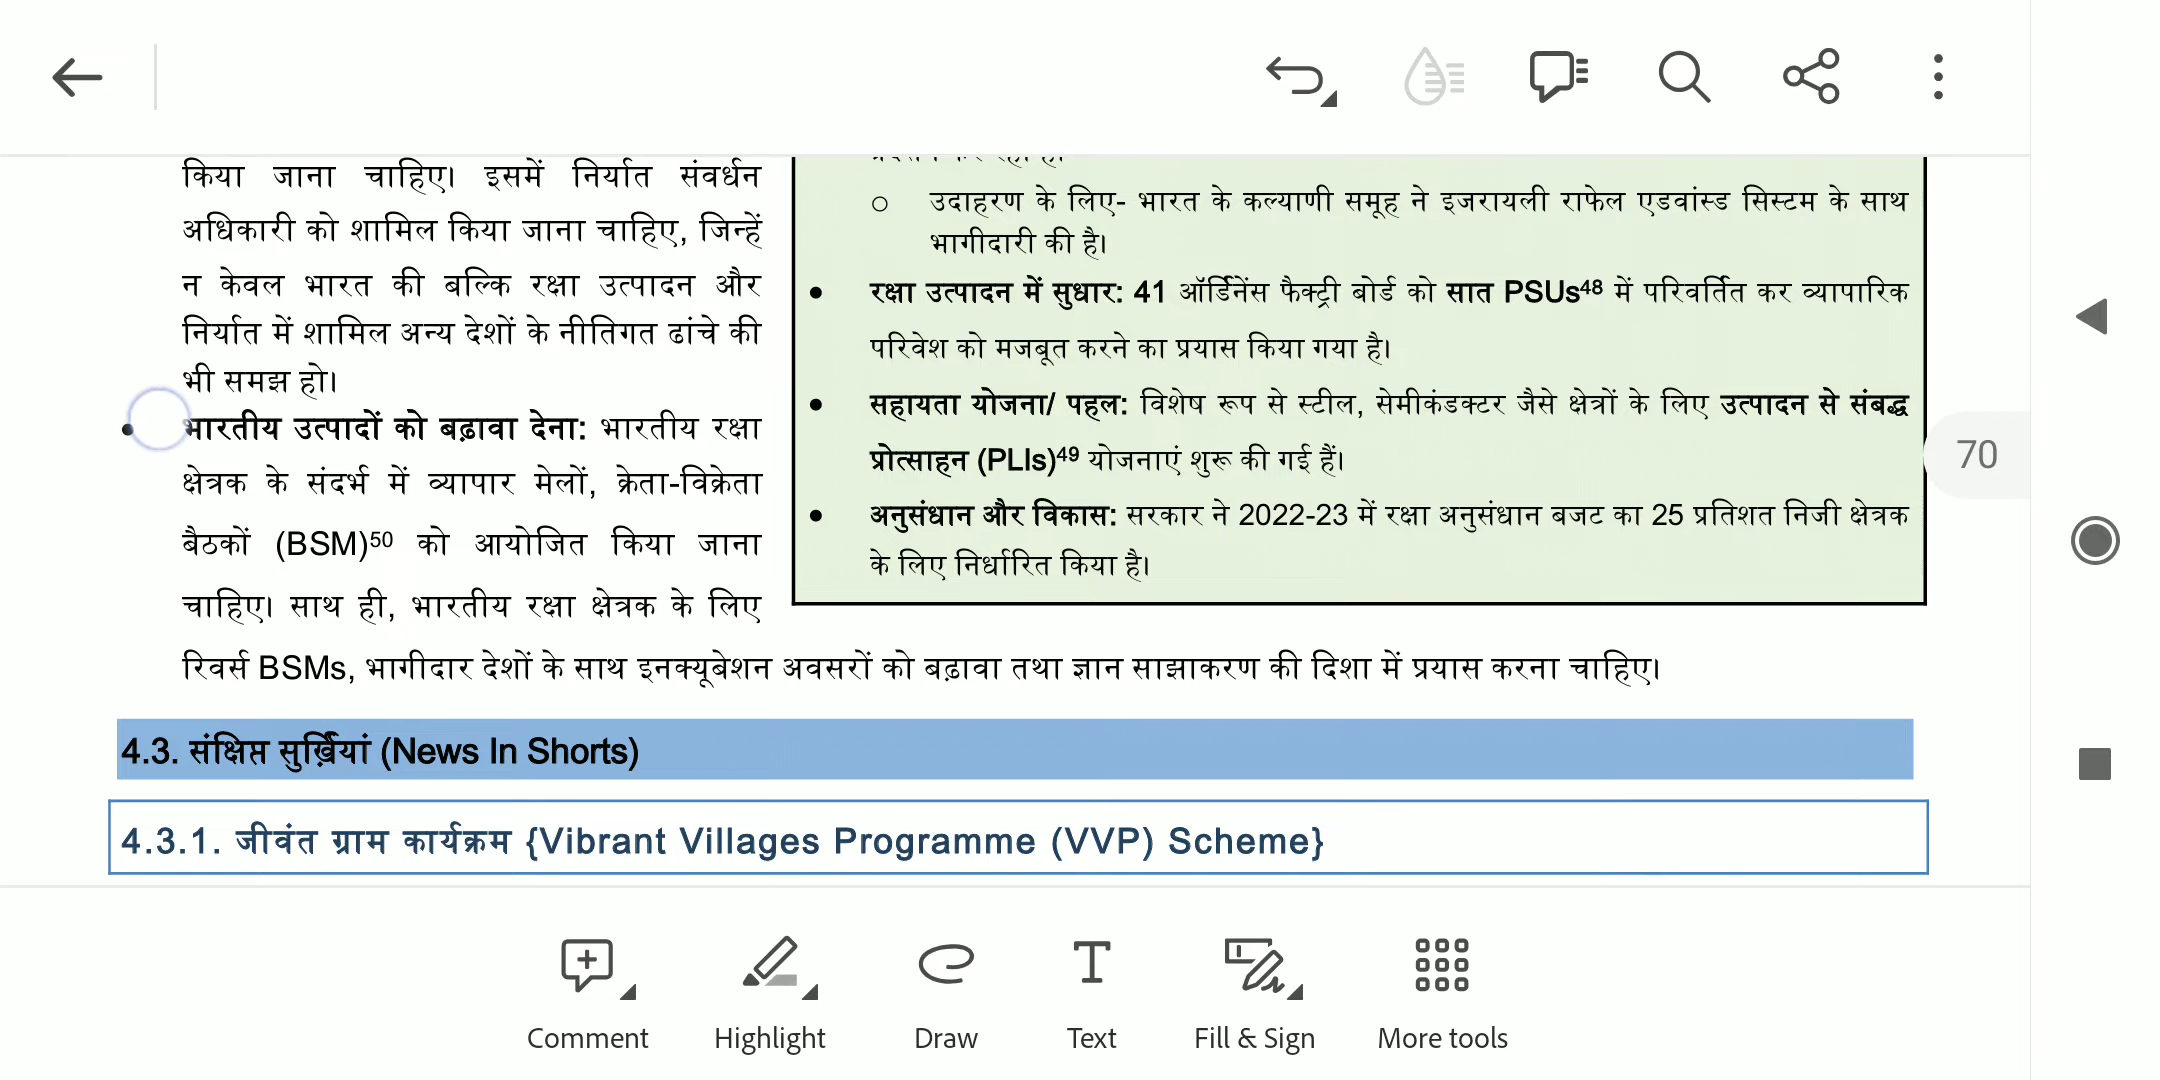 किया जाना चाहिए। इसमें निर्यात संवर्धन
अधिकारी को शामिल किया जाना चाहिए, जिन्हें
न केवल भारत की बल्कि रक्षा उत्पादन और
निर्यात में शामिल अन्य देशों के नीतिगत ढांचे की
भी समझ हो।
• भारतीय उत्पादों को बढ़ावा देना: भारतीय रक्षा
क्षेत्रक के संदर्भ में व्यापार मेलों, क्रेता-विक्रेता
बैठकों (BSM)50 को आयोजित किया जाना
चाहिए। साथ ही, भारतीय रक्षा क्षेत्रक के लिए
रिवर्स BSMs, भागीदार देशों के साथ इनक्यूबेशन अवसरों को बढ़ावा तथा ज्ञान साझाकरण की दिशा में प्रयास करना चाहिए।
o उदाहरण के लिए- भारत के कल्याणी समूह ने इजरायली राफेल एडवांस्ड सिस्टम के साथ
भागीदारी की है।
• रक्षा उत्पादन में सुधार: 41 ऑर्डिनेंस फैक्ट्री बोर्ड को सात PSUs48 में परिवर्तित कर व्यापारिक
परिवेश को मजबूत करने का प्रयास किया गया है।
• सहायता योजना/ पहल: विशेष रूप से स्टील, सेमीकंडक्टर जैसे क्षेत्रों के लिए उत्पादन से संबद्ध
प्रोत्साहन (PLIs)49 योजनाएं शुरू की गई हैं।
• अनुसंधान और विकास: सरकार ने 2022-23 में रक्षा अनुसंधान बजट का 25 प्रतिशत निजी क्षेत्रक
के लिए निर्धारित किया है।
70
4.3. संक्षिप्त सुर्ख़ियां (News In Shorts)
4.3.1. जीवंत ग्राम कार्यक्रम {Vibrant Villages Programme (VVP) Scheme}
Comment
Highlight
Draw
Text
Fill & Sign
More tools